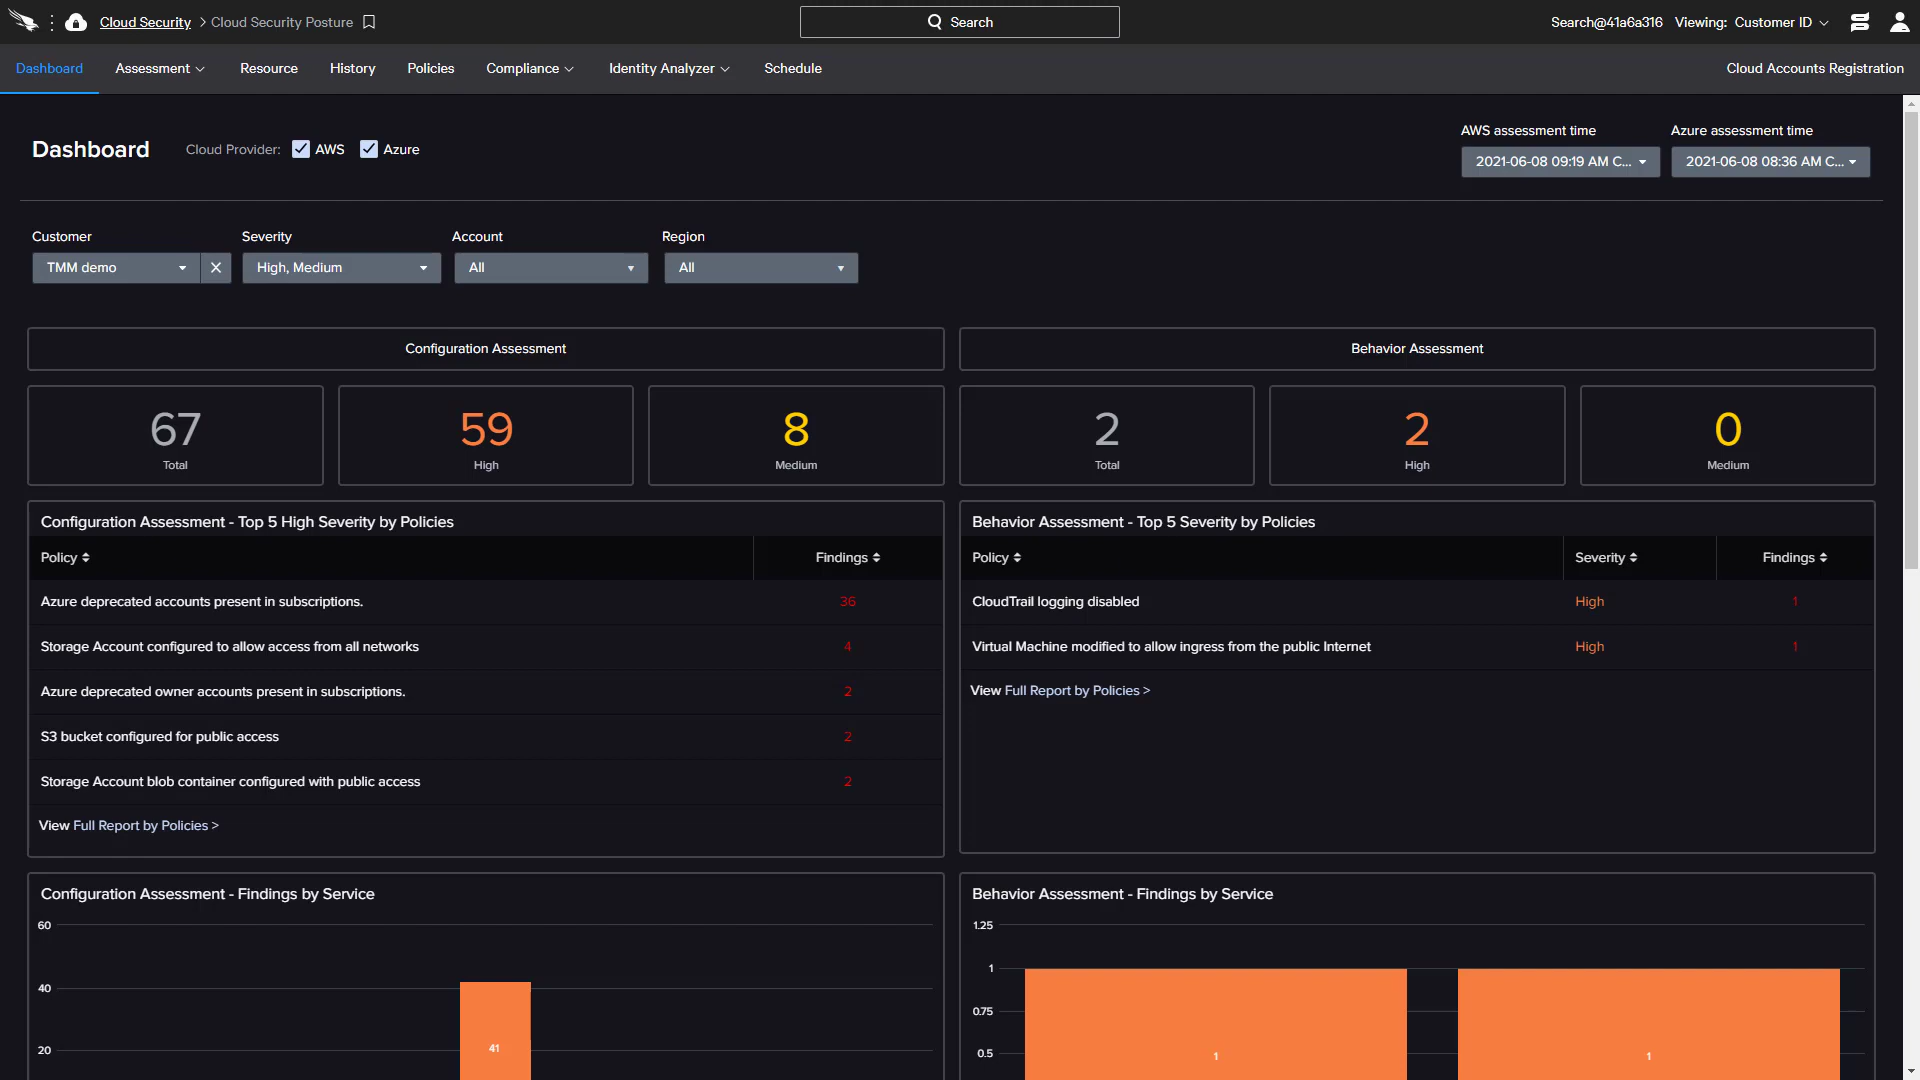 Cloud Security > Cloud Security Posture
Search
Search@41a6a316 Viewing: Customer ID
Dashboard Assessment Resource History Policies Compliance Identity Analyzer Schedule Cloud Accounts Registration
Dashboard Cloud Provider: AWS Azure
AWS assessment time Azure assessment time
2021-06-08 09:19 AM C... 2021-06-08 08:36 AM C...
Customer Severity Account Region
TMM demo High, Medium All All
Configuration Assessment
67 59 8
Total High Medium
Behavior Assessment
2 2 0
Total High Medium
Configuration Assessment - Top 5 High Severity by Policies
Policy Findings
Azure deprecated accounts present in subscriptions. 36
Storage Account configured to allow access from all networks 4
Azure deprecated owner accounts present in subscriptions. 2
S3 bucket configured for public access 2
Storage Account blob container configured with public access 2
View Full Report by Policies >
Behavior Assessment - Top 5 Severity by Policies
Policy Severity Findings
CloudTrail logging disabled High 1
Virtual Machine modified to allow ingress from the public Internet High 1
View Full Report by Policies >
Configuration Assessment - Findings by Service
60
40
20
41
Behavior Assessment - Findings by Service
1.25
1
0.75
0.5
1 1